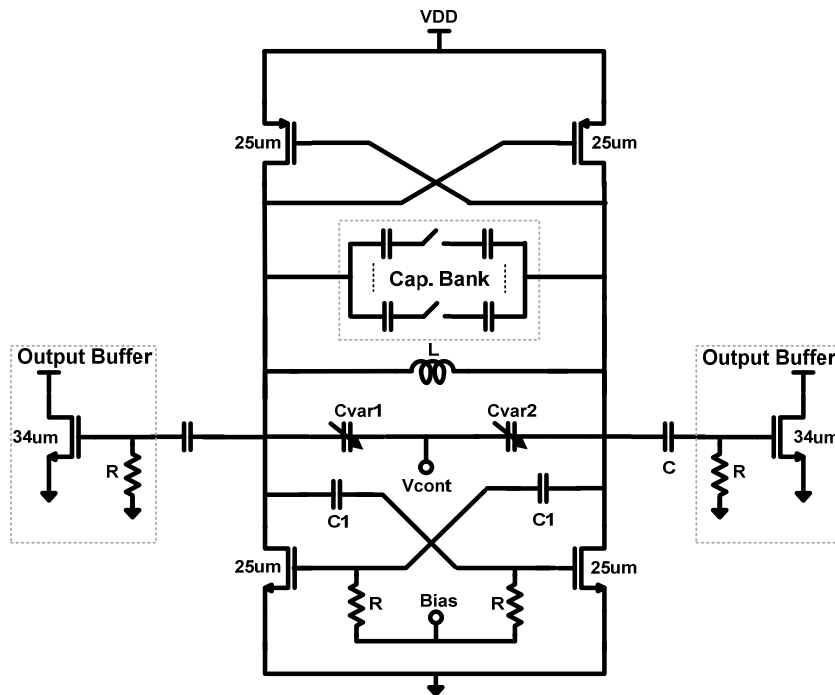 VDD
25um
25um
Cap. Bank
L
Output Buffer
Output Buffer
Cvar1
Cvar2
34um
34um
R
Vcont
C
R
C1
C1
25um
25um
R
Bias
R